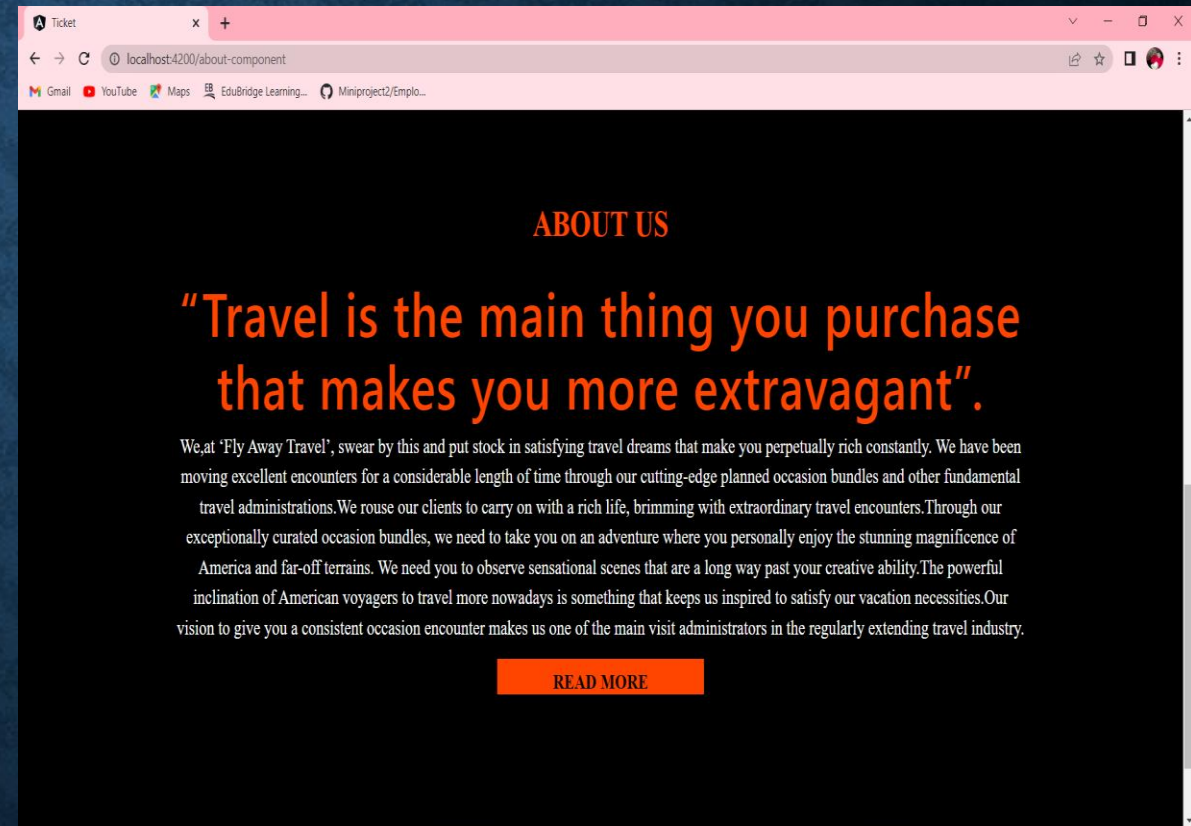 Ticket
localhost:4200/about-component
Gmail YouTube Maps EB EduBridge Learning... Miniproject2/Emplo...
ABOUT US
“Travel is the main thing you purchase
that makes you more extravagant”.
We,at ‘Fly Away Travel’, swear by this and put stock in satisfying travel dreams that make you perpetually rich constantly. We have been
moving excellent encounters for a considerable length of time through our cutting-edge planned occasion bundles and other fundamental
travel administrations.We rouse our clients to carry on with a rich life, brimming with extraordinary travel encounters.Through our
exceptionally curated occasion bundles, we need to take you on an adventure where you personally enjoy the stunning magnificence of
America and far-off terrains. We need you to observe sensational scenes that are a long way past your creative ability.The powerful
inclination of American voyagers to travel more nowadays is something that keeps us inspired to satisfy our vacation necessities.Our
vision to give you a consistent occasion encounter makes us one of the main visit administrators in the regularly extending travel industry.
READ MORE